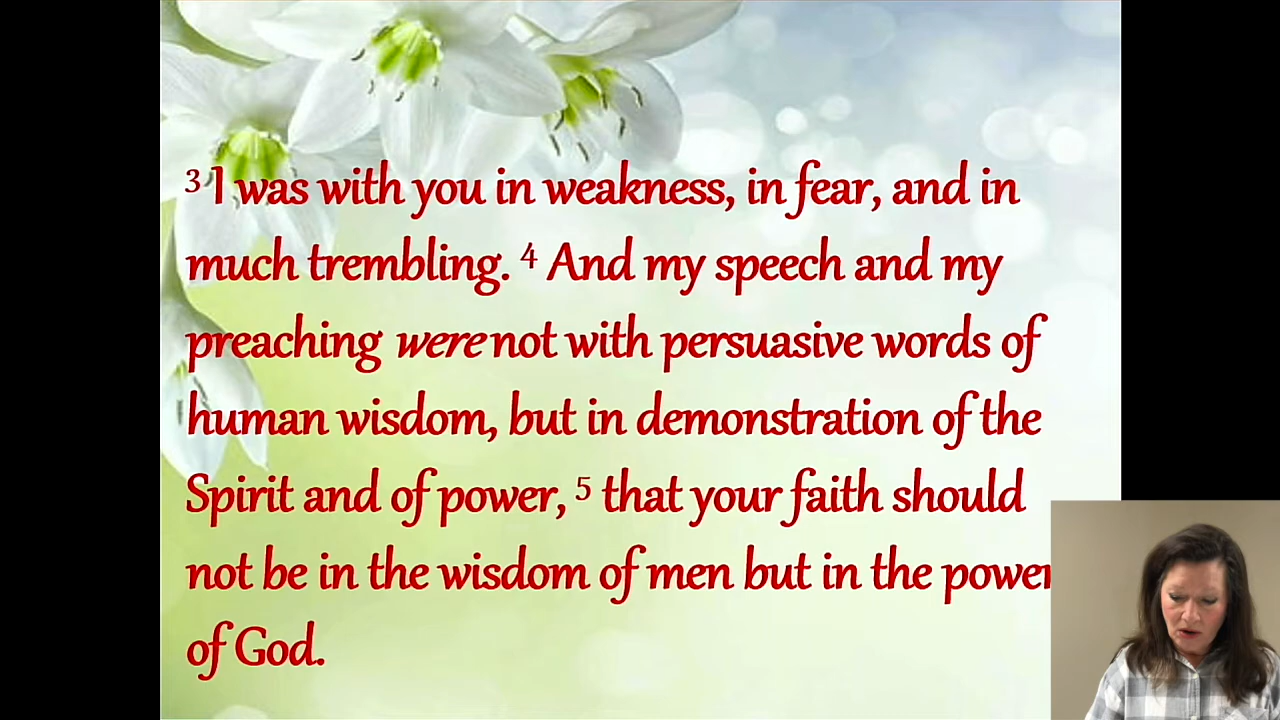 3 I was with you in weakness, in fear, and in
much trembling. 4 And my speech and my
preaching were not with persuasive words of
human wisdom, but in demonstration of the
Spirit and of power, 5 that your faith should
not be in the wisdom of men but in the power
of God.